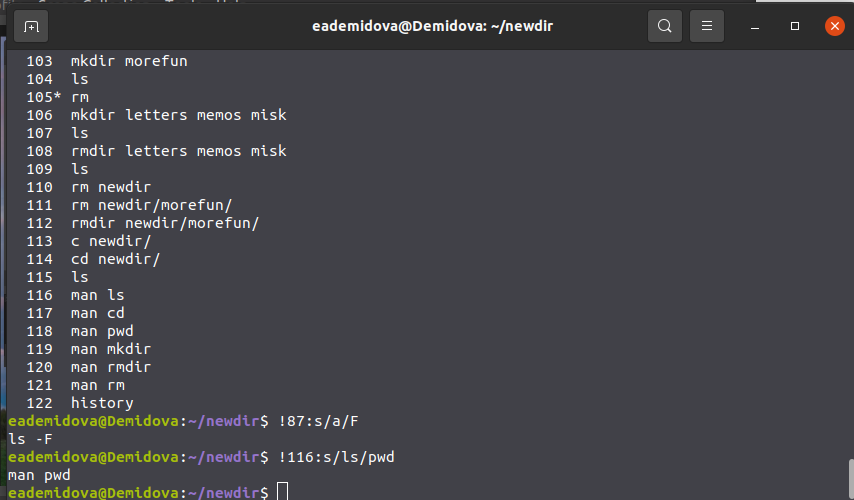 eademidova@Demidova: ~/newdir
103 mkdir morefun
104 ls
105* rm
106 mkdir letters memos misk
107 ls
108 rmdir letters memos misk
109 ls
110 rm newdir
111 rm newdir/morefun/
112 rmdir newdir/morefun/
113 c newdir/
114 cd newdir/
115 ls
116 man ls
117 man cd
118 man pwd
119 man mkdir
120 man rmdir
121 man rm
122 history
eademidova@Demidova:~/newdir$ !87:s/a/F
ls -F
eademidova@Demidova:~/newdir$ !116:s/ls/pwd
man pwd
eademidova@Demidova:~/newdir$